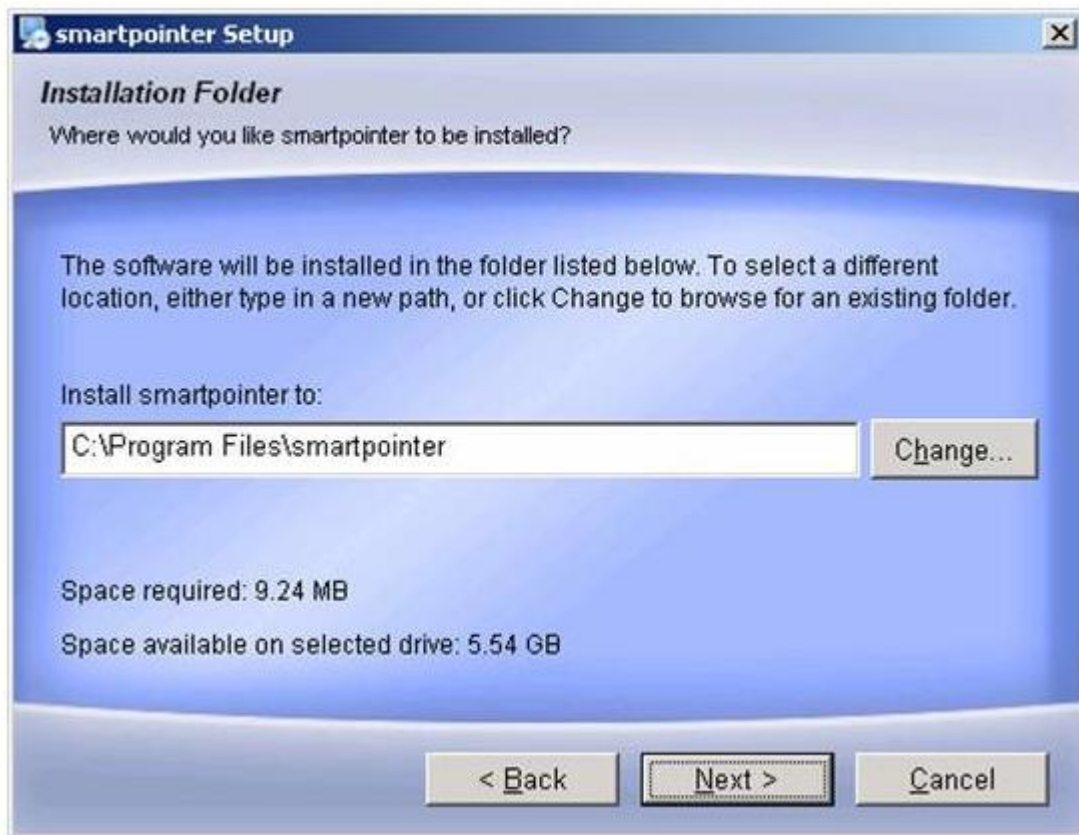 smartpointer Setup
Installation Folder
Where would you like smartpointer to be installed?
The software will be installed in the folder listed below. To select a different
location, either type in a new path, or click Change to browse for an existing folder.
Install smartpointer to:
C:\Program Files\smartpointer
Change...
Space required: 9.24 MB
Space available on selected drive: 5.54 GB
< Back
Next >
Cancel